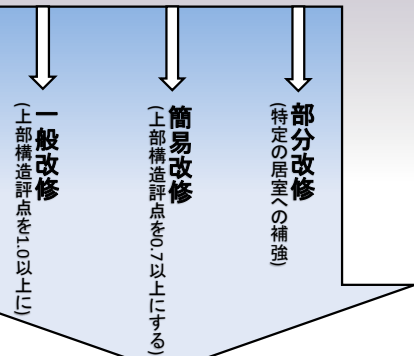 部分改修
(特定の居室への補強)
簡易改修
(上部構造評点を0.7以上にする)
一般改修
(上部構造評点を1.0以上に)